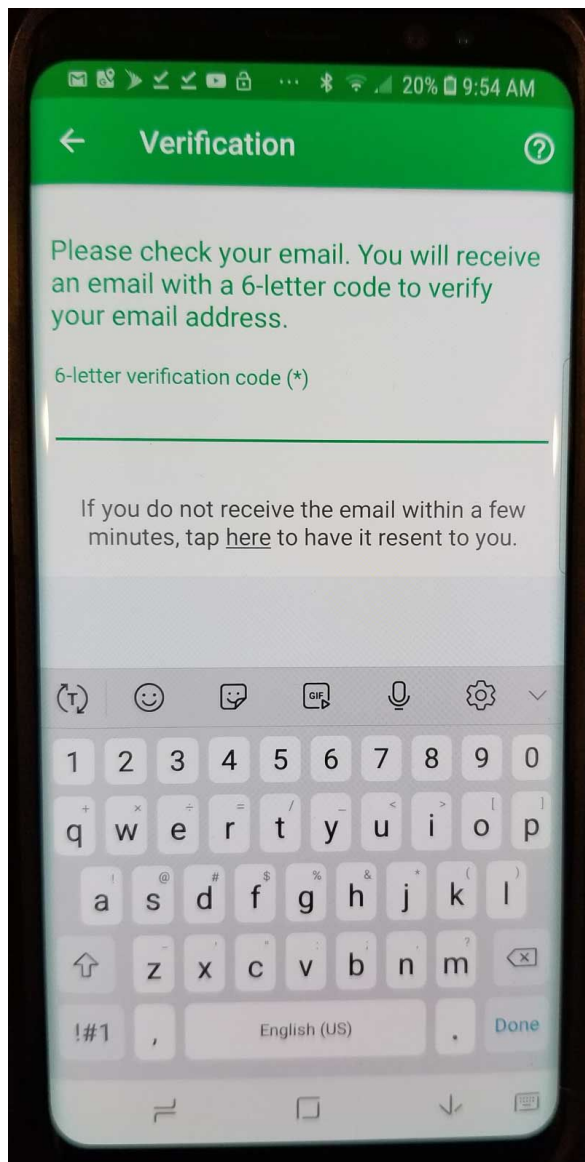 20% 9:54 AM
Verification
Please check your email. You will receive
an email with a 6-letter code to verify
your email address.
6-letter verification code (*)
If you do not receive the email within a few
minutes, tap here to have it resent to you.
T GIF
1 2 3 4 5 6 7 8 9 0
+ × ÷ = / _ < > [ ]
q w e r t y u i o p
! @ # $ % & * ( )
a s d f g h j k l
- ' " : ; , ?
z x c v b n m
!#1 , English (US) . Done